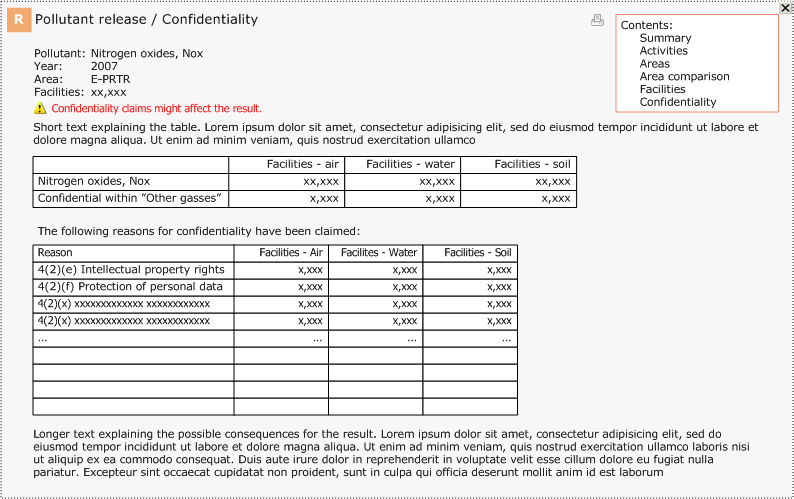 R Pollutant release / Confidentiality
Contents:
Summary
Activities
Areas
Area comparison
Facilities
Confidentiality
Pollutant: Nitrogen oxides, Nox
Year: 2007
Area: E-PRTR
Facilities: xx,xxx
Confidentiality claims might affect the result.
Short text explaining the table. Lorem ipsum dolor sit amet, consectetur adipisicing elit, sed do eiusmod tempor incididunt ut labore et
dolore magna aliqua. Ut enim ad minim veniam, quis nostrud exercitation ullamco
Facilities - air Facilities - water Facilities - soil
Nitrogen oxides, Nox xx,xxx xx,xxx xx,xxx
Confidential within "Other gasses" x,xxx x,xxx x,xxx
The following reasons for confidentiality have been claimed:
Reason Facilities - Air Facilites - Water Facilities - Soil
4(2)(e) Intellectual property rights x,xxx x,xxx x,xxx
4(2)(f) Protection of personal data x,xxx x,xxx x,xxx
4(2)(x) xxxxxxxxxxxxx xxxxxxxxxxxx x,xxx x,xxx x,xxx
4(2)(x) xxxxxxxxxxxxx xxxxxxxxxxxx x,xxx x,xxx x,xxx
... ... ... ...
Longer text explaining the possible consequences for the result. Lorem ipsum dolor sit amet, consectetur adipisicing elit, sed do
eiusmod tempor incididunt ut labore et dolore magna aliqua. Ut enim ad minim veniam, quis nostrud exercitation ullamco laboris nisi
ut aliquip ex ea commodo consequat. Duis aute irure dolor in reprehenderit in voluptate velit esse cillum dolore eu fugiat nulla
pariatur. Excepteur sint occaecat cupidatat non proident, sunt in culpa qui officia deserunt mollit anim id est laborum